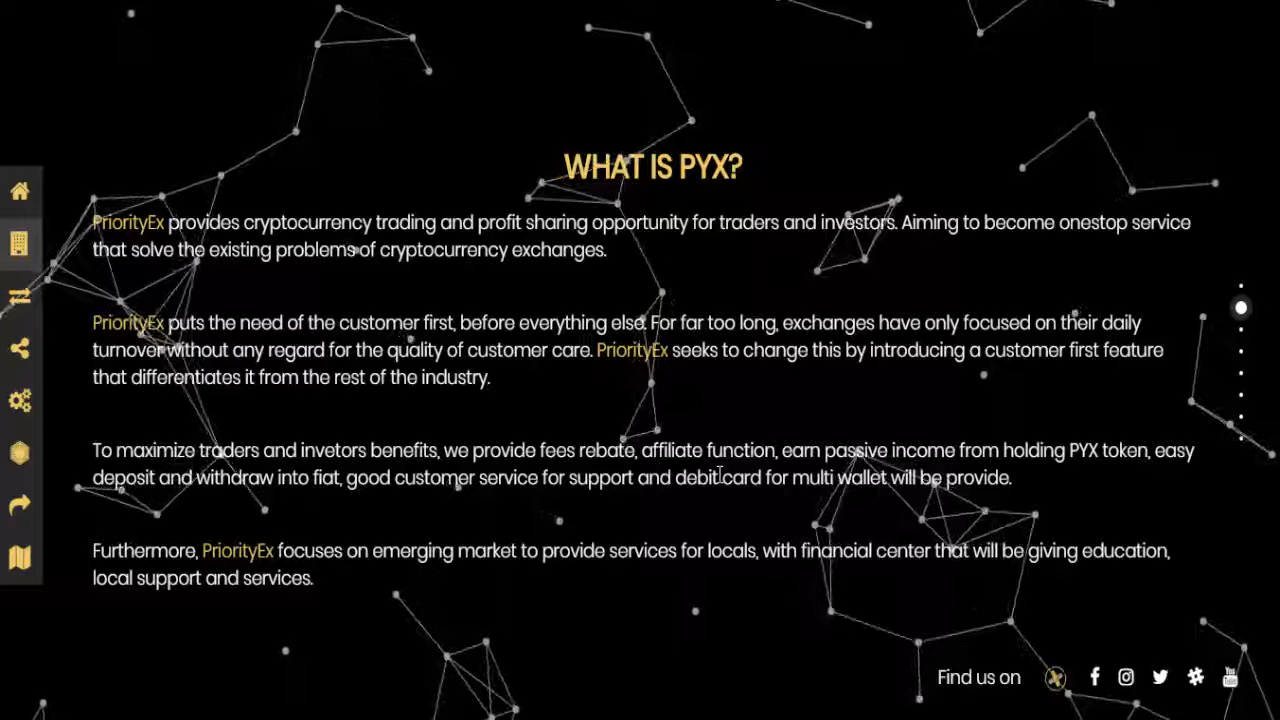 WHAT IS PYX?
PriorityEx provides cryptocurrency trading and profit sharing opportunity for traders and investors. Aiming to become onestop service
that solve the existing problems of cryptocurrency exchanges.
PriorityEx puts the need of the customer first, before everything else. For far too long, exchanges have only focused on their daily
turnover without any regard for the quality of customer care. PriorityEx seeks to change this by introducing a customer first feature
that differentiates it from the rest of the industry.
To maximize traders and invetors benefits, we provide fees rebate, affiliate function, earn passive income from holding PYX token, easy
deposit and withdraw into fiat, good customer service for support and debit card for multi wallet will be provide.
Furthermore, PriorityEx focuses on emerging market to provide services for locals, with financial center that will be giving education,
local support and services.
Find us on